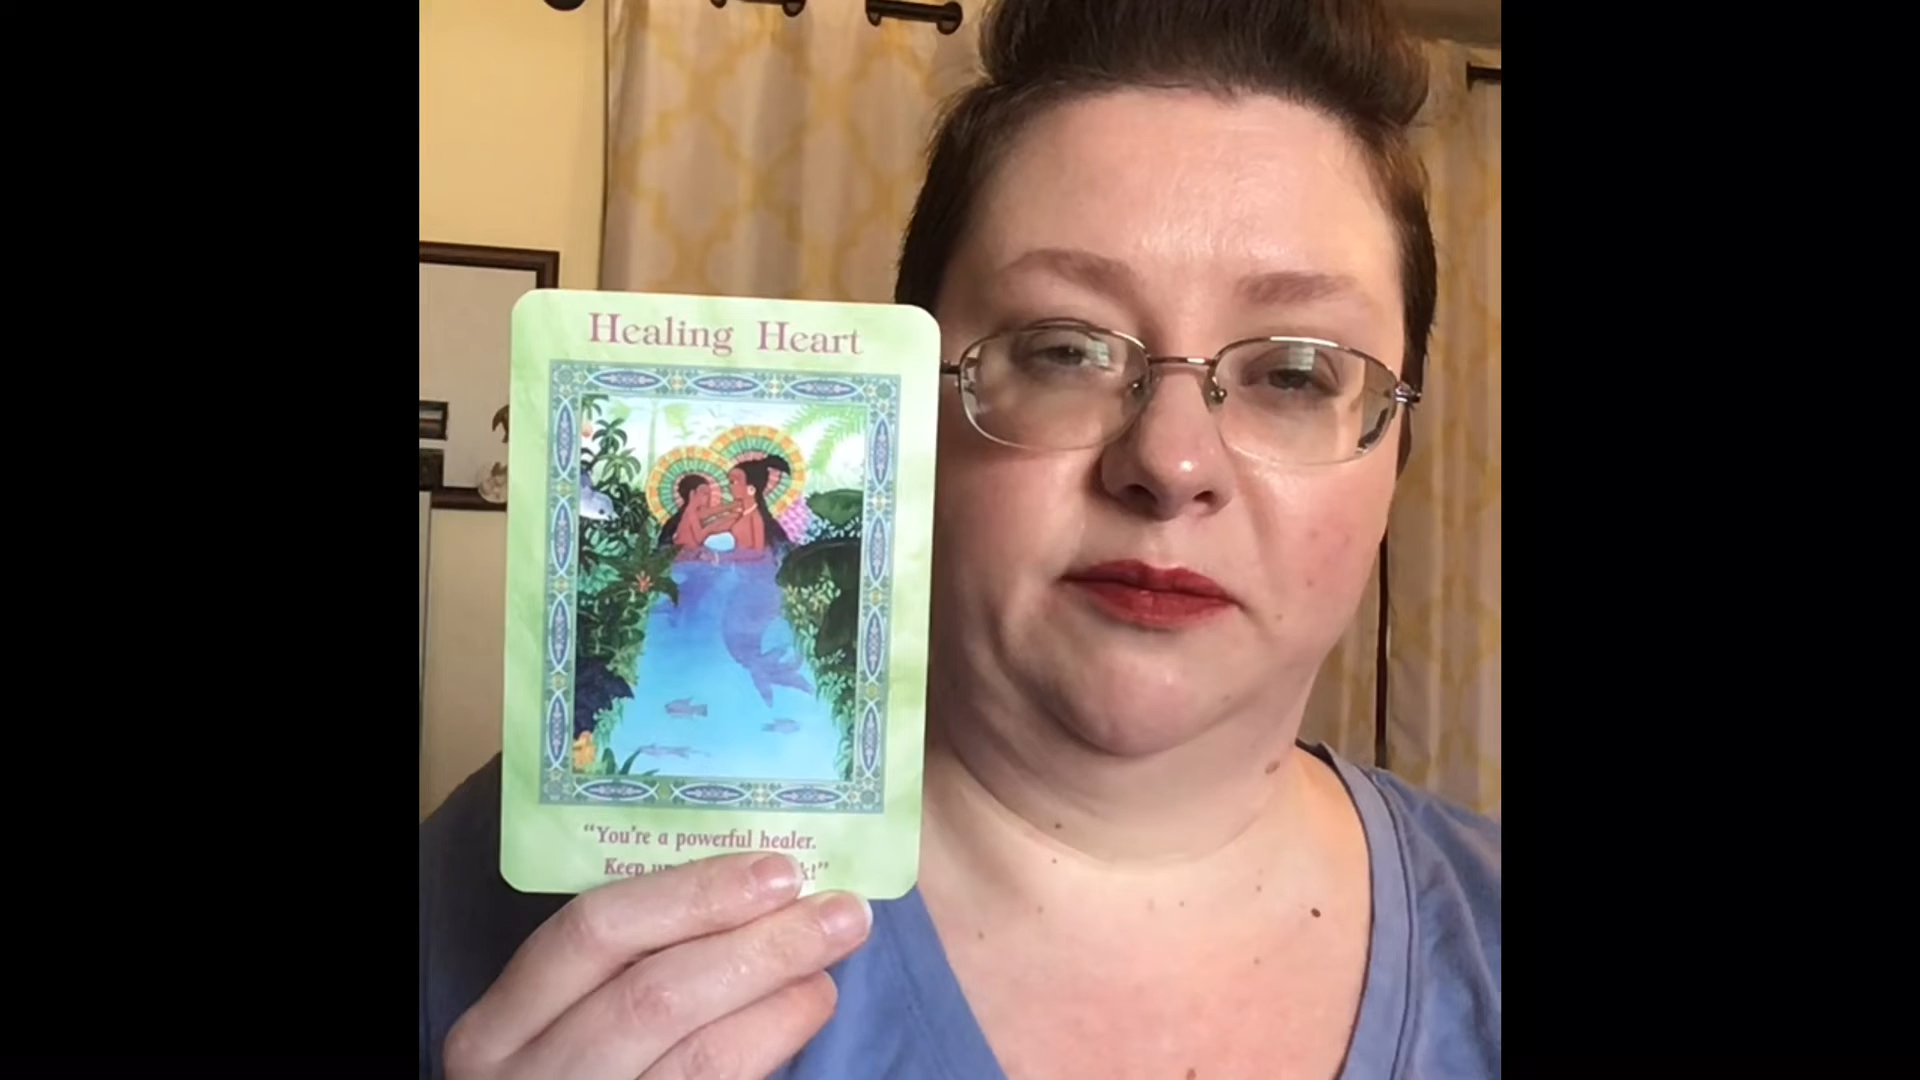 Healing Heart
“You’re a powerful healer.
Keep !”